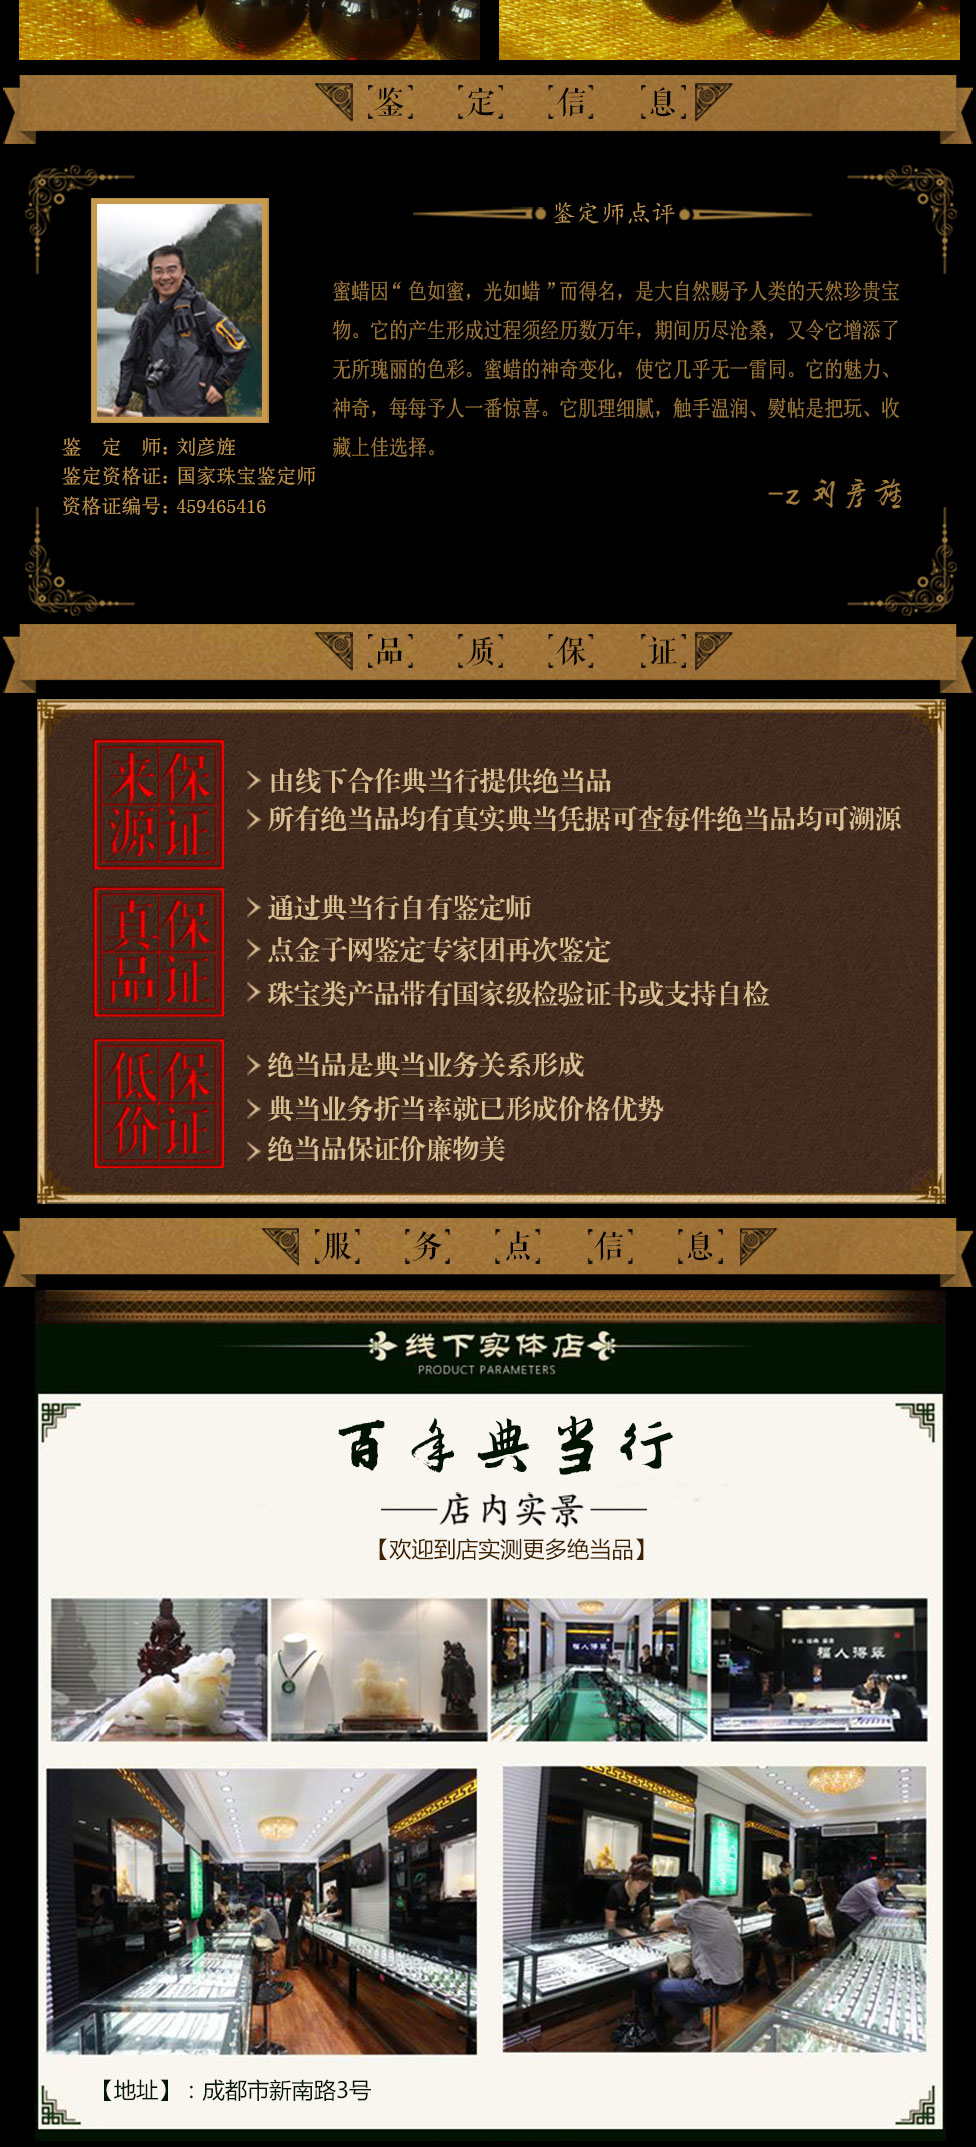 鉴定信息
鉴定师点评
蜜蜡因“色如蜜，光如蜡”而得名，是大自然赐予人类的天然珍贵宝
物。它的产生形成过程须经历数万年，期间历尽沧桑，又令它增添了
无所瑰丽的色彩。蜜蜡的神奇变化，使它几乎无一雷同。它的魅力、
神奇，每每予人一番惊喜。它肌理细腻，触手温润、熨帖是把玩、收
藏上佳选择。
—z 刘彦旌
鉴 定 师：刘彦旌
鉴定资格证：国家珠宝鉴定师
资格证编号：459465416
品质保证
来源保证
由线下合作典当行提供绝当品
所有绝当品均有真实典当凭据可查每件绝当品均可溯源
真品保证
通过典当行自有鉴定师
点金子网鉴定专家团再次鉴定
珠宝类产品带有国家级检验证书或支持自检
低价保证
绝当品是典当业务关系形成
典当业务折当率就已形成价格优势
绝当品保证价廉物美
服务点信息
线下实体店
PRODUCT PARAMETERS
百年典当行
店内实景
【欢迎到店实测更多绝当品】
福人得翠
福人得翠
【地址】：成都市新南路3号